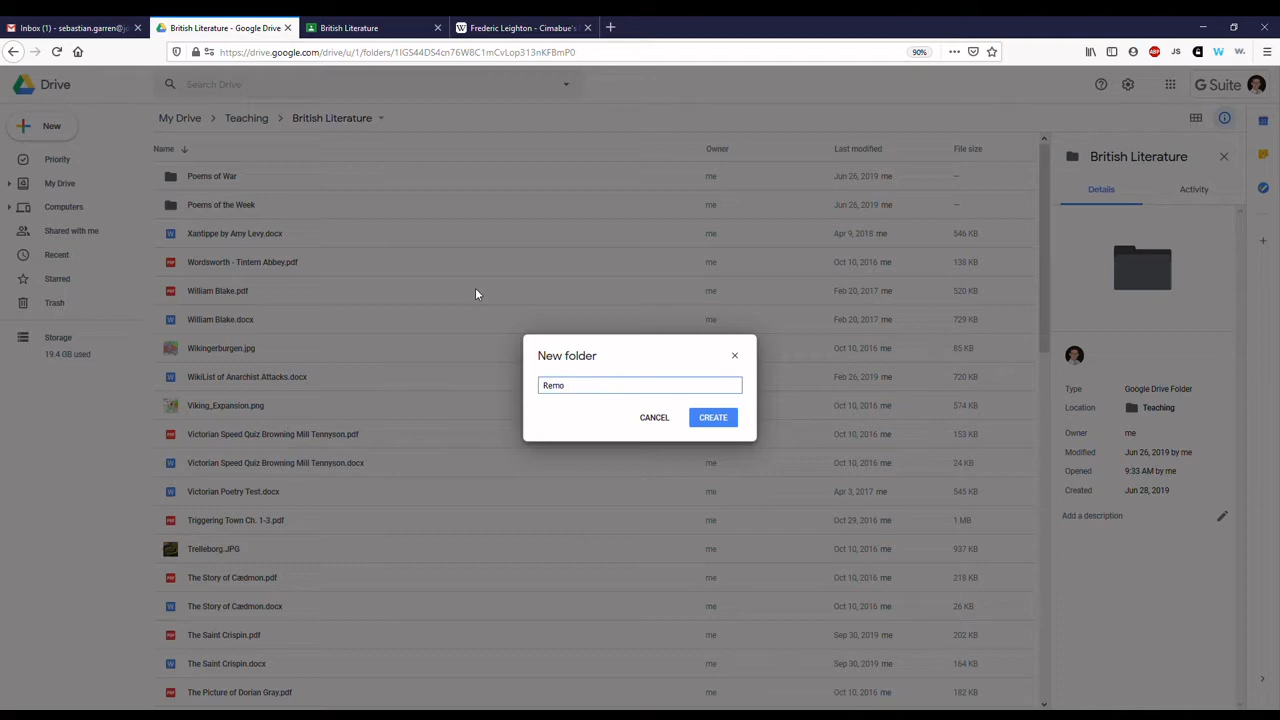 Inbox (1) - sebastian.garren@jo
British Literature - Google Drive
British Literature
Frederic Leighton - Cimabue's
https://drive.google.com/drive/u/1/folders/1IGS44DS4cn76W8C1mCvLop313nKFBmP0
90%
ABP
JS
W
W.
Drive
Search Drive
G Suite
New
My Drive
Teaching
British Literature
Priority
My Drive
Computers
Shared with me
Recent
Starred
Trash
Storage
19.4 GB used
Name Owner Last modified File size
Poems of War me Jun 26, 2019 me —
Poems of the Week me Jun 26, 2019 me —
Xantippe by Amy Levy.docx me Apr 9, 2018 me 546 KB
Wordsworth - Tintern Abbey.pdf me Oct 10, 2016 me 138 KB
William Blake.pdf me Feb 20, 2017 me 520 KB
William Blake.docx me Feb 20, 2017 me 729 KB
Wikingerburgen.jpg me Oct 10, 2016 me 85 KB
WikiList of Anarchist Attacks.docx me Feb 26, 2019 me 720 KB
Viking_Expansion.png me Oct 10, 2016 me 574 KB
Victorian Speed Quiz Browning Mill Tennyson.pdf me Oct 10, 2016 me 153 KB
Victorian Speed Quiz Browning Mill Tennyson.docx me Oct 10, 2016 me 24 KB
Victorian Poetry Test.docx me Apr 3, 2017 me 545 KB
Triggering Town Ch. 1-3.pdf me Oct 29, 2016 me 1 MB
Trelleborg.JPG me Oct 10, 2016 me 937 KB
The Story of Cædmon.pdf me Oct 10, 2016 me 218 KB
The Story of Cædmon.docx me Oct 10, 2016 me 26 KB
The Saint Crispin.pdf me Sep 30, 2019 me 202 KB
The Saint Crispin.docx me Sep 30, 2019 me 164 KB
The Picture of Dorian Gray.pdf me Oct 10, 2016 me 182 KB
New folder
Remo
CANCEL CREATE
British Literature
Details Activity
Type Google Drive Folder
Location Teaching
Owner me
Modified Jun 26, 2019 by me
Opened 9:33 AM by me
Created Jun 28, 2019
Add a description